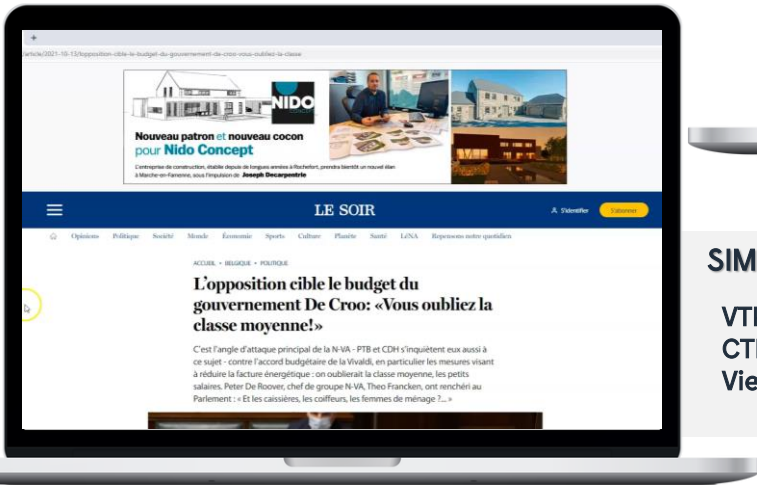 /article/2021-10-13/lopposition-cible-le-budget-du-gouvernement-de-croo-vous-oubliez-la-classe
NIDO
CONCEPT
Nouveau patron et nouveau cocon
pour Nido Concept
L'entreprise de construction, établie depuis de longues années à Rochefort, prendra bientôt un nouvel élan
à Marche-en-Famenne, sous l'impulsion de Joseph Decarpentrie
LE SOIR
S'identifier
S'abonner
Opinions Politique Société Monde Économie Sports Culture Planète Santé LéNA Repensons notre quotidien
ACCUEIL • BELGIQUE • POLITIQUE
L'opposition cible le budget du
gouvernement De Croo: «Vous oubliez la
classe moyenne!»
C'est l'angle d'attaque principal de la N-VA - PTB et CDH s'inquiètent eux aussi à
ce sujet - contre l'accord budgétaire de la Vivaldi, en particulier les mesures visant
à réduire la facture énergétique : on oublierait la classe moyenne, les petits
salaires. Peter De Roover, chef de groupe N-VA, Theo Francken, ont renchéri au
Parlement : « Et les caissières, les coiffeurs, les femmes de ménage ?... »
SIM
CT
Vie